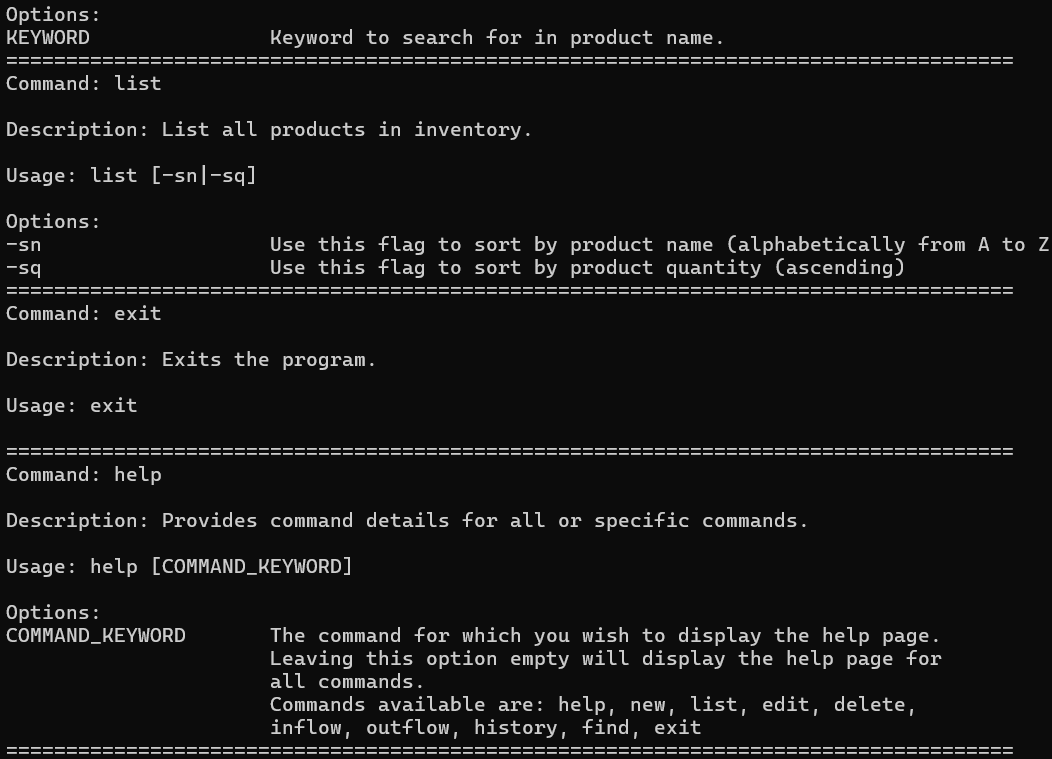 Options:
KEYWORD               Keyword to search for in product name.
====================================================================================
Command: list
Description: List all products in inventory.
Usage: list [-sn|-sq]
Options:
-sn                   Use this flag to sort by product name (alphabetically from A to Z
-sq                   Use this flag to sort by product quantity (ascending)
====================================================================================
Command: exit
Description: Exits the program.
Usage: exit
====================================================================================
Command: help
Description: Provides command details for all or specific commands.
Usage: help [COMMAND_KEYWORD]
Options:
COMMAND_KEYWORD       The command for which you wish to display the help page.
                      Leaving this option empty will display the help page for
                      all commands.
                      Commands available are: help, new, list, edit, delete,
                      inflow, outflow, history, find, exit
====================================================================================